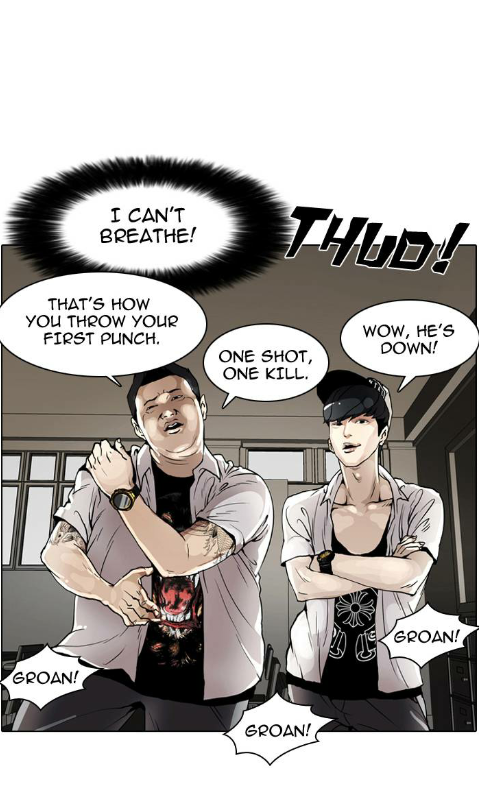 I CAN'T
BREATHE!
THUD!
THAT'S HOW
YOU THROW YOUR
FIRST PUNCH.
ONE SHOT,
ONE KILL.
WOW, HE'S
DOWN!
GROAN!
GROAN!
GROAN!